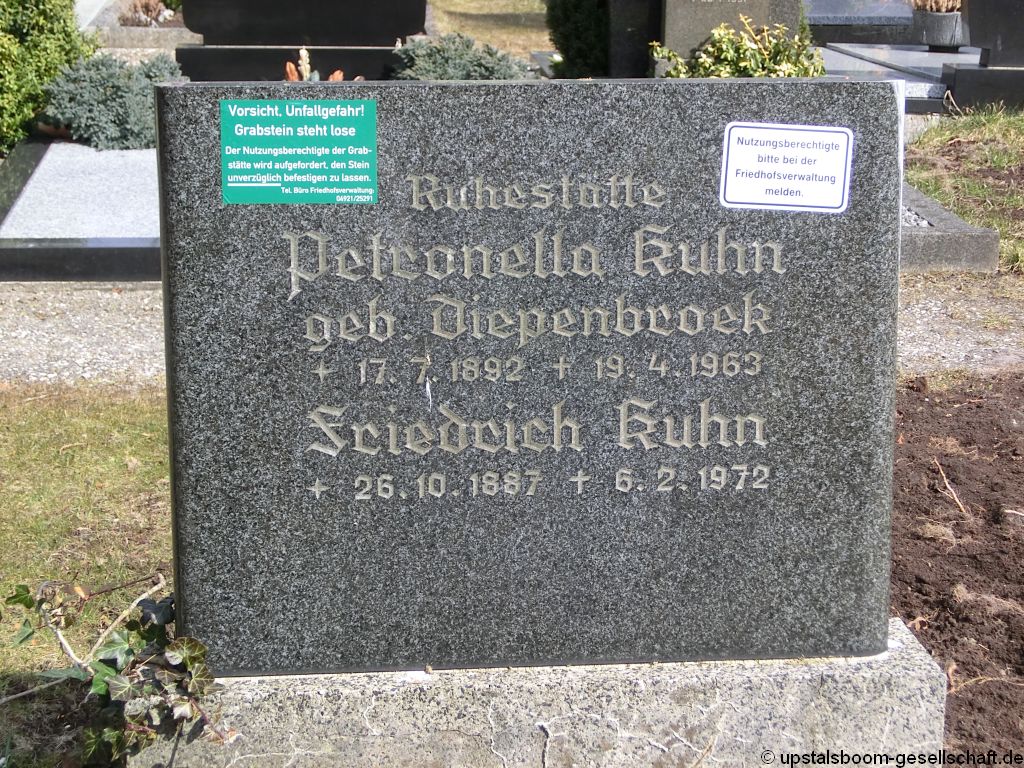 Vorsicht, Unfallgefahr!
Grabstein steht lose
Der Nutzungsberechtigte der Grab-
stätte wird aufgefordert, den Stein
unverzüglich befestigen zu lassen.
Tel. Büro Friedhofsverwaltung:
04921/25291
Nutzungsberechtigte
bitte bei der
Friedhofsverwaltung
melden.
Ruhestätte
Petronella Kuhn
geb. Diepenbroek
+ 17. 7. 1892 + 19. 4. 1963
Friedrich Kuhn
+ 26. 10. 1887 + 6. 2. 1972
© upstalsboom-gesellschaft.de